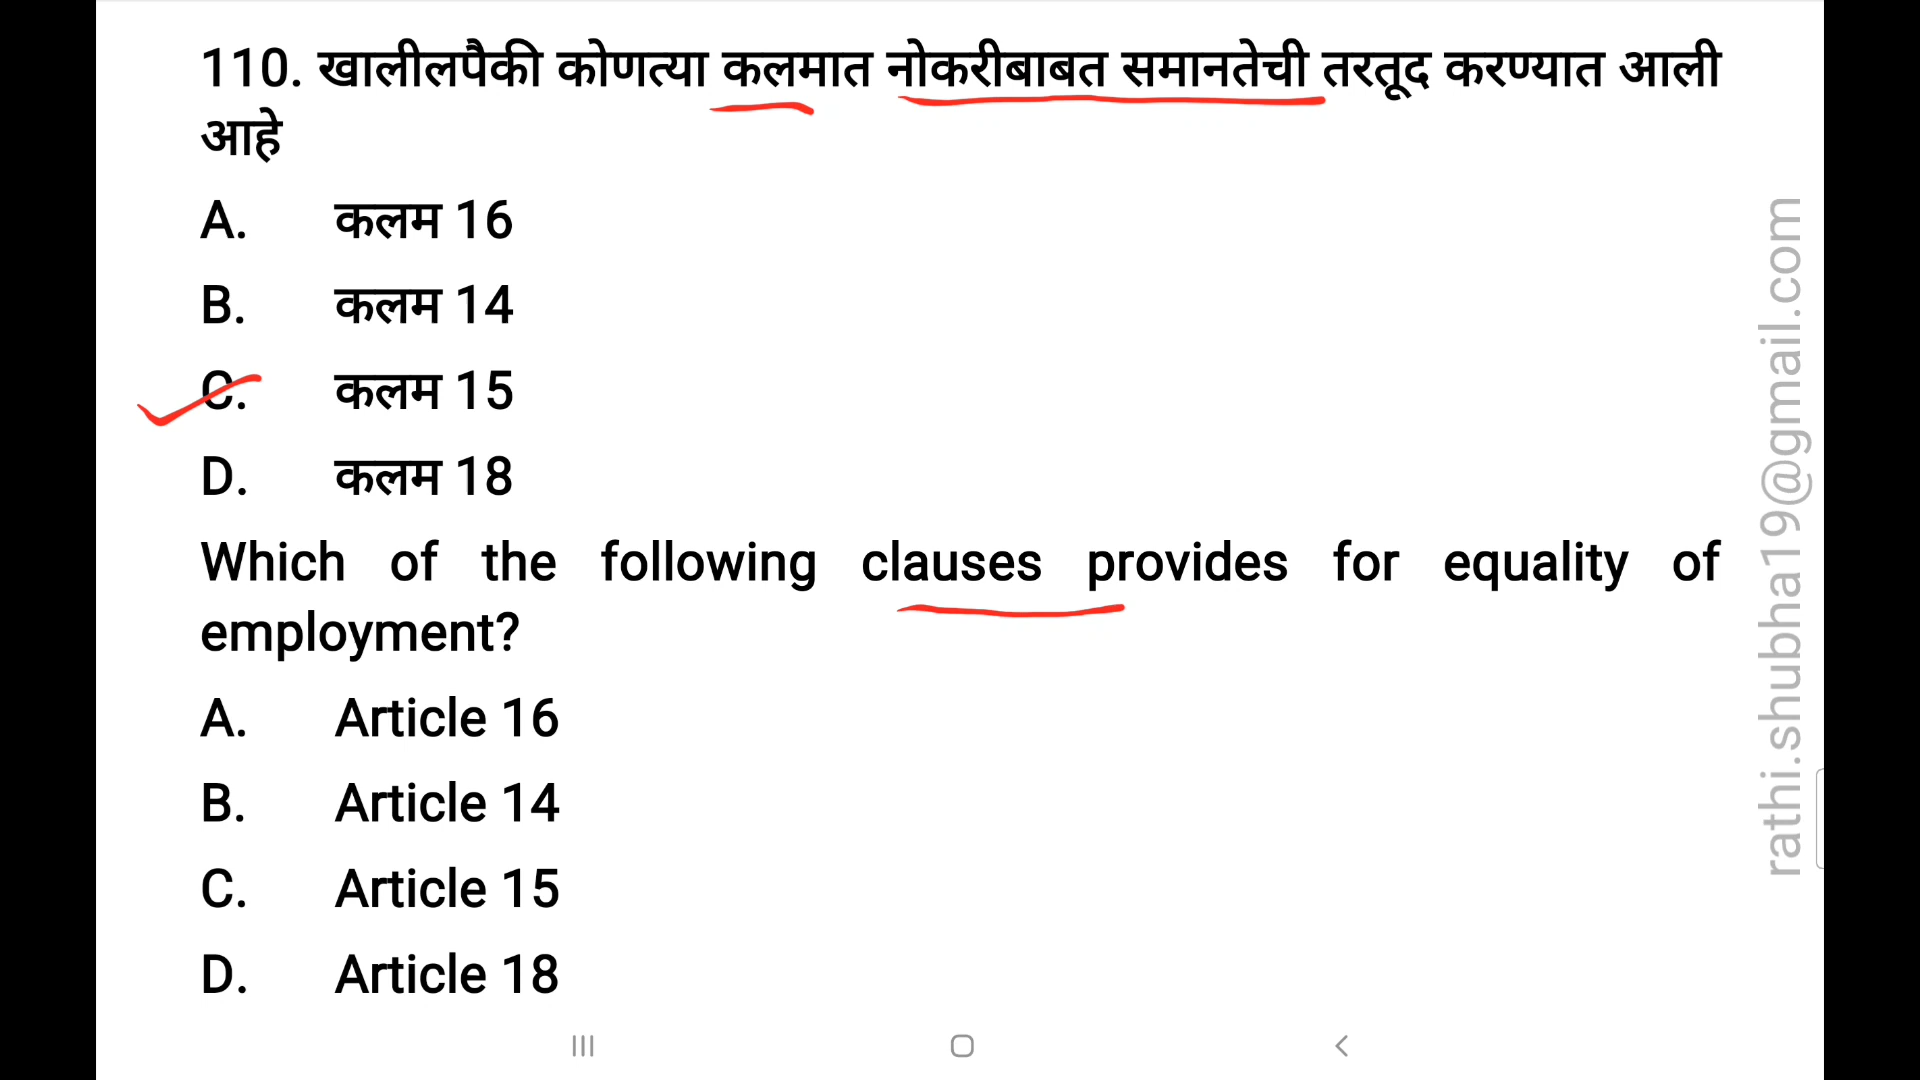 110. खालीलपैकी कोणत्या कलमात नोकरीबाबत समानतेची तरतूद करण्यात आली
आहे
A. कलम 16
B. कलम 14
C. कलम 15
D. कलम 18
Which of the following clauses provides for equality of
employment?
A. Article 16
B. Article 14
C. Article 15
D. Article 18
rathi.shubha19@gmail.com